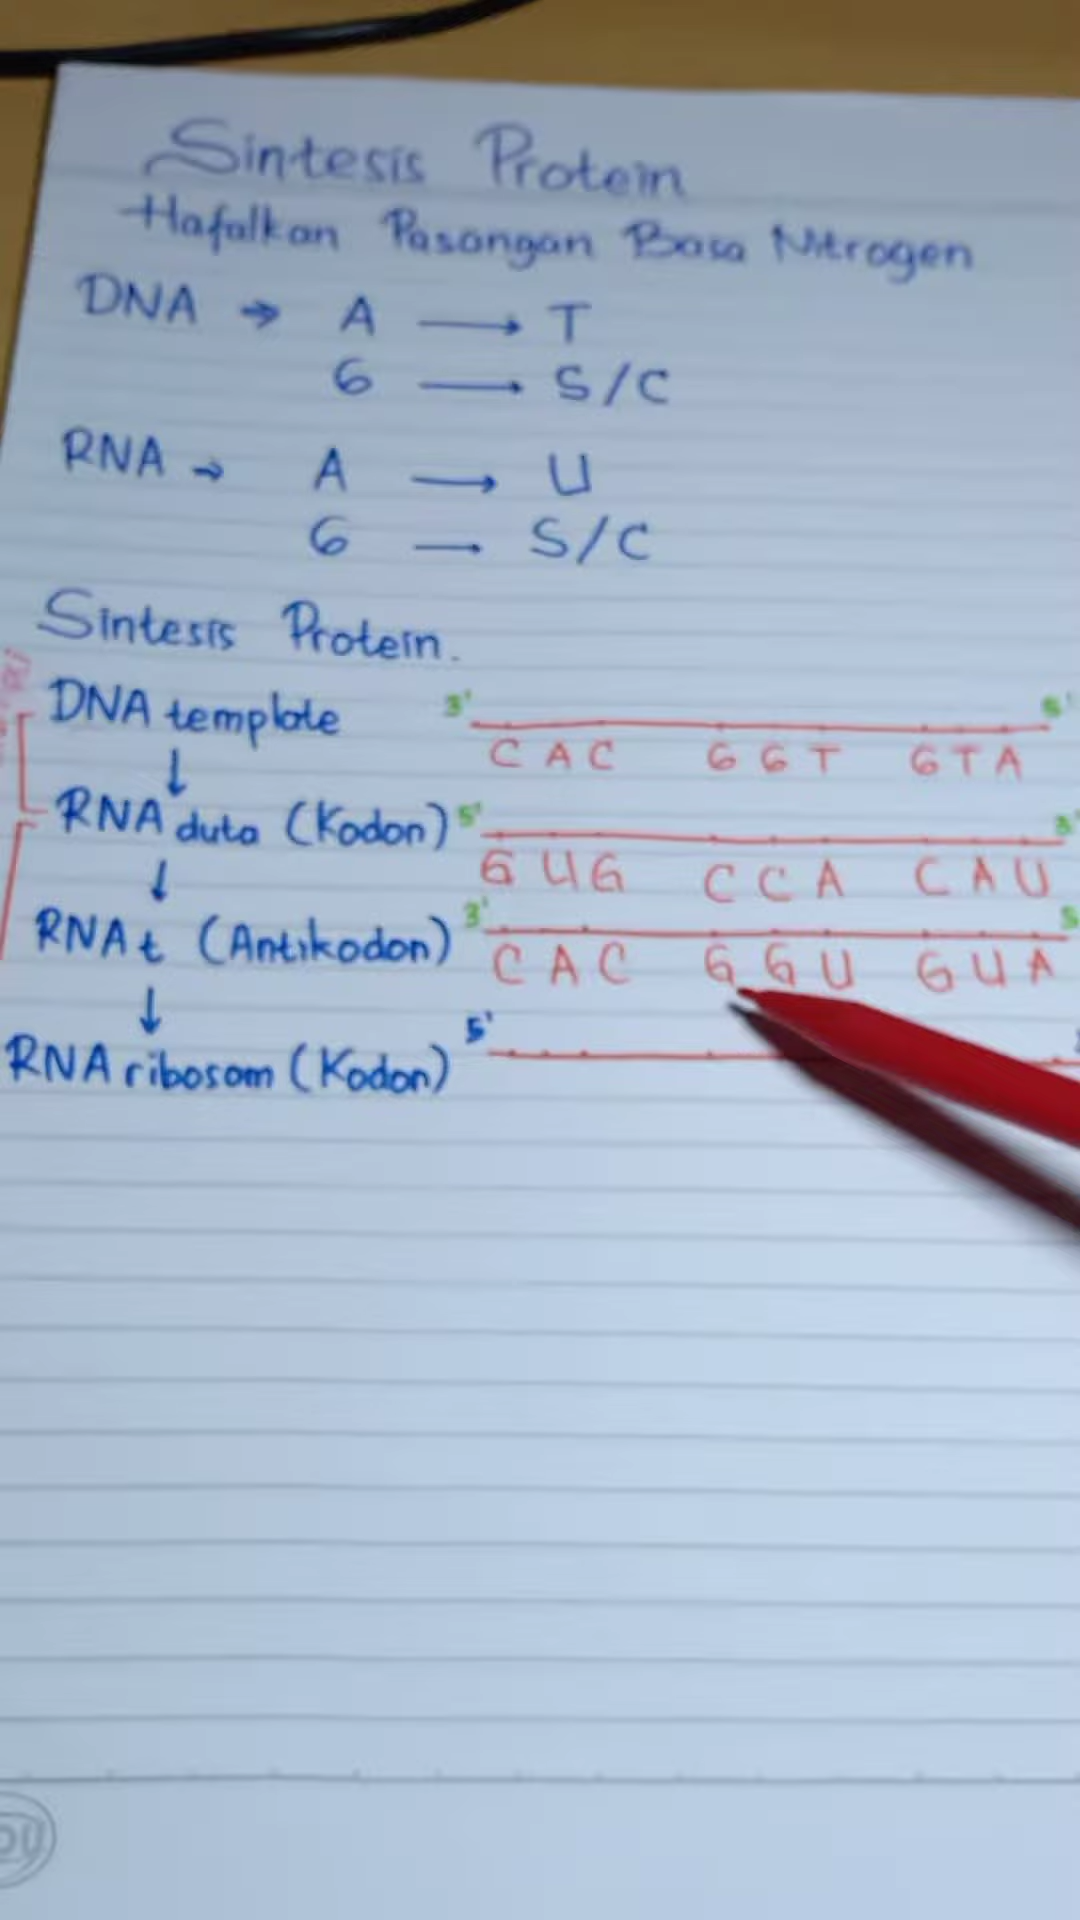 Sintesis Protein
Hafalkan Pasangan Basa Nitrogen
DNA → A → T
G → S/C
RNA → A → U
G → S/C
Sintesis Protein.
DNA template 3' CAC GGT GTA 5'
↓
RNA duta (Kodon) 5' GUG CCA CAU 3'
↓
RNA t (Antikodon) 3' CAC GGU GUA 5
↓
RNA ribosom (Kodon) 5'